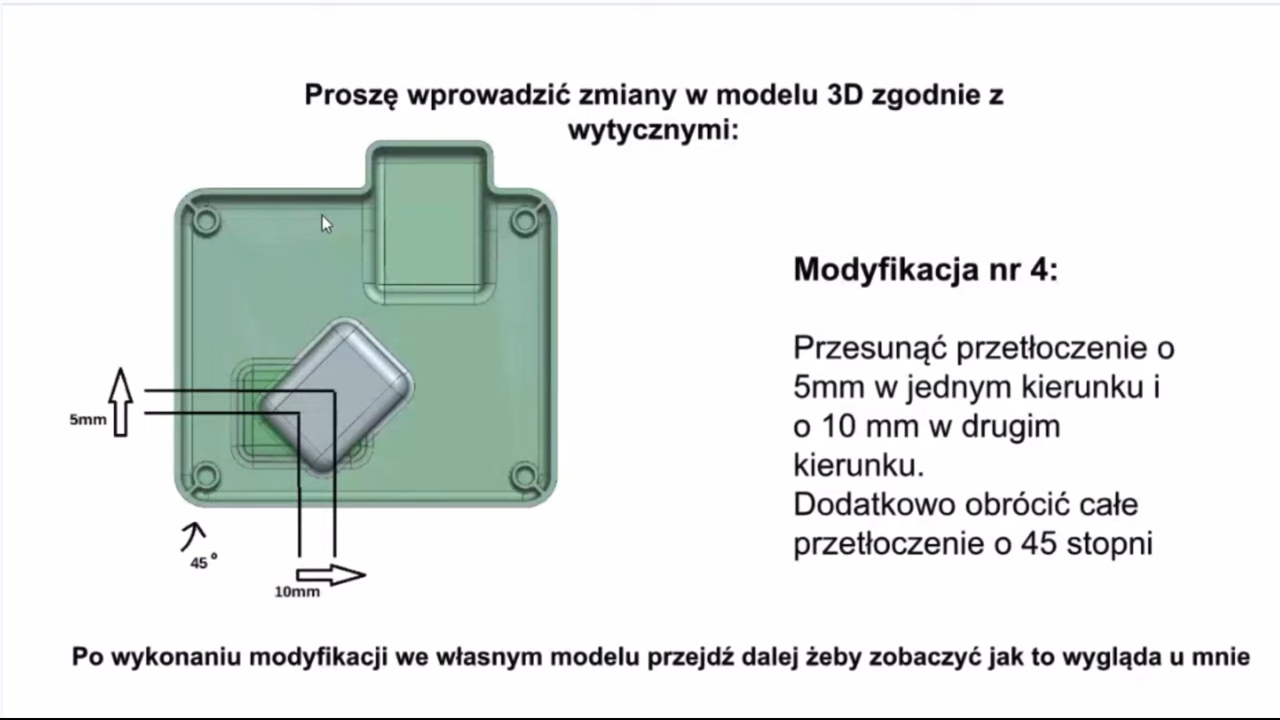 Proszę wprowadzić zmiany w modelu 3D zgodnie z
wytycznymi:
Modyfikacja nr 4:
Przesunąć przetłoczenie o
5mm w jednym kierunku i
o 10 mm w drugim
kierunku.
Dodatkowo obrócić całe
przetłoczenie o 45 stopni
5mm
45°
10mm
Po wykonaniu modyfikacji we własnym modelu przejdź dalej żeby zobaczyć jak to wygląda u mnie